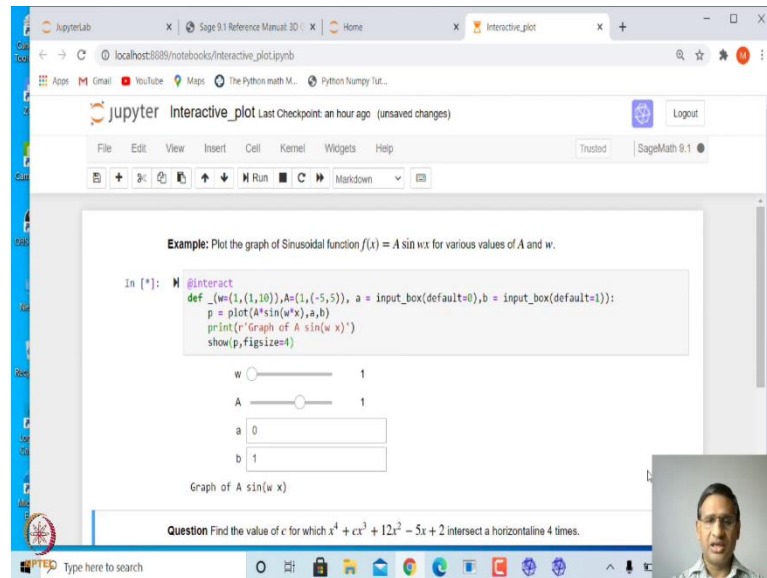 JupyterLab
Sage 9.1 Reference Manual: 3D G
Home
Interactive_plot
localhost:8889/notebooks/Interactive_plot.ipynb
Apps Gmail YouTube Maps The Python math M... Python Numpy Tut...
jupyter Interactive_plot Last Checkpoint: an hour ago (unsaved changes)
Logout
File Edit View Insert Cell Kernel Widgets Help
Trusted
SageMath 9.1
Run
Markdown
Example: Plot the graph of Sinusoidal function f(x) = A sin wx for various values of A and w.
In [*]:
@interact
def _(w=(1,(1,10)),A=(1,(-5,5)), a = input_box(default=0),b = input_box(default=1)):
p = plot(A*sin(w*x),a,b)
print(r'Graph of A sin(w x)')
show(p,figsize=4)
w 1
A 1
a 0
b 1
Graph of A sin(w x)
Question Find the value of c for which x⁴ + cx³ + 12x² − 5x + 2 intersect a horizontaline 4 times.
NPTEL
Type here to search